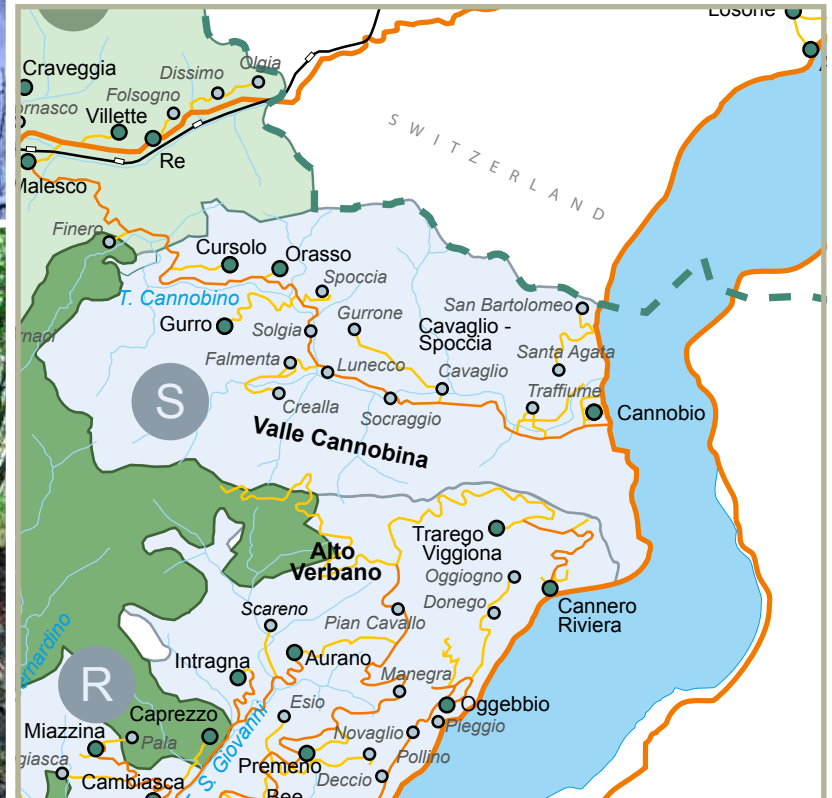 Losone
Craveggia
Dissimo
Olgia
Folsogno
Villette
Re
Malesco
SWITZERLAND
Finero
Cursolo
Orasso
Spoccia
T. Cannobino
San Bartolomeo
Gurro
Solgia
Gurrone
Cavaglio -
Spoccia
Santa Agata
Falmenta
Lunecco
Cavaglio
Traffiume
S
Crealla
Socraggio
Cannobio
Valle Cannobina
Trarego
Viggiona
Alto
Verbano
Oggiogno
Donego
Cannero
Riviera
Scareno
Pian Cavallo
Intragna
Aurano
Manegra
R
Esio
Oggebbio
Caprezzo
Pieggio
Miazzina
Pala
Novaglio
S. Giovanni
Premeno
Pollino
Deccio
Cambiasca
Bee